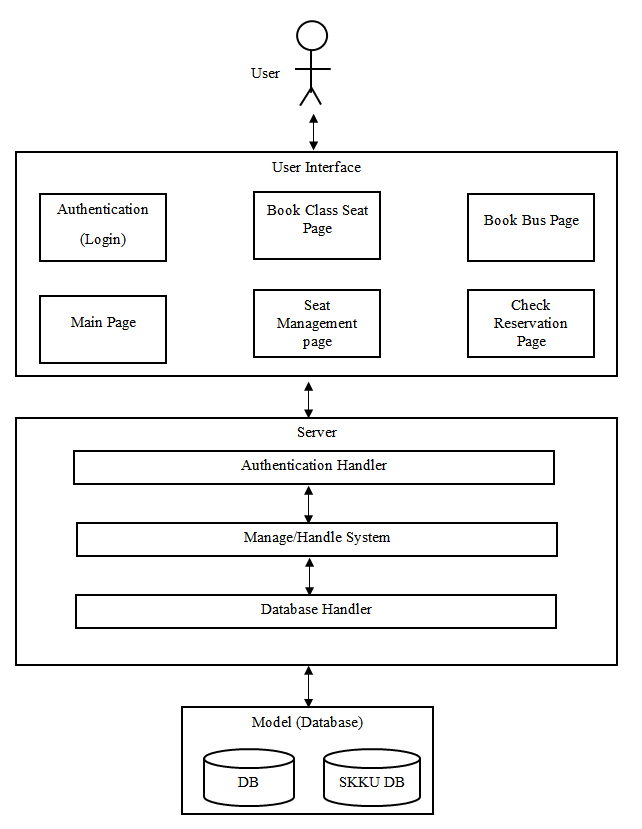 User
User Interface
Authentication
(Login)
Book Class Seat
Page
Book Bus Page
Main Page
Seat
Management
page
Check
Reservation
Page
Server
Authentication Handler
Manage/Handle System
Database Handler
Model (Database)
DB
SKKU DB